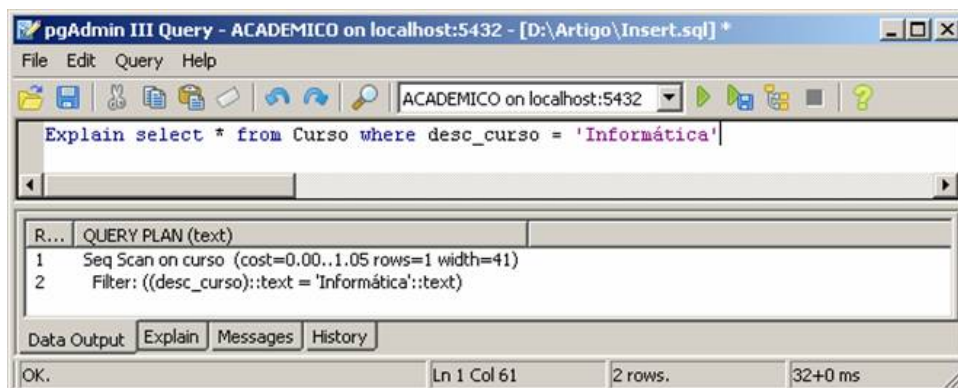 pgAdmin III Query - ACADEMICO on localhost:5432 - [D:\Artigo\Insert.sql] *
File Edit Query Help
ACADEMICO on localhost:5432
Explain select * from Curso where desc_curso = 'Informática'
R... QUERY PLAN (text)
1 Seq Scan on curso (cost=0.00..1.05 rows=1 width=41)
2 Filter: ((desc_curso)::text = 'Informática'::text)
Data Output Explain Messages History
OK. Ln 1 Col 61 2 rows. 32+0 ms